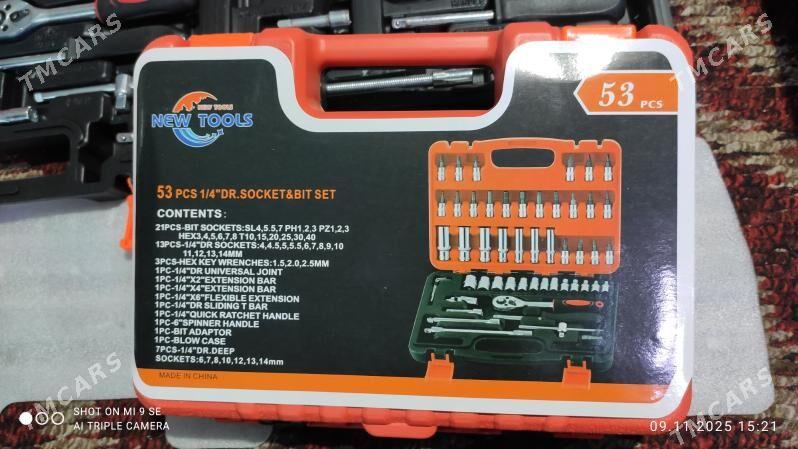 NEW TOOLS
NEW TOOLS
53 PCS
53 PCS 1/4"DR.SOCKET&BIT SET
CONTENTS:
21PCS-BIT SOCKETS:SL4,5.5,7 PH1,2,3 PZ1,2,3
HEX3,4,5,6,7,8 T10,15,20,25,30,40
13PCS-1/4"DR SOCKETS:4,4.5,5,5.5,6,7,8,9,10
11,12,13,14MM
3PCS-HEX KEY WRENCHES:1.5,2.0,2.5MM
1PC-1/4"DR UNIVERSAL JOINT
1PC-1/4"X2"EXTENSION BAR
1PC-1/4"X4"EXTENSION BAR
1PC-1/4"X6"FLEXIBLE EXTENSION
1PC-1/4"DR SLIDING T BAR
1PC-1/4"QUICK RATCHET HANDLE
1PC-6"SPINNER HANDLE
1PC-BIT ADAPTOR
1PC-BLOW CASE
7PCS-1/4"DR.DEEP
SOCKETS:6,7,8,10,12,13,14mm
MADE IN CHINA
SHOT ON MI 9 SE
AI TRIPLE CAMERA
09.11.2025 15:21
TMCARS
TMCARS
TMCARS
TMCARS
TMCARS
TMCARS